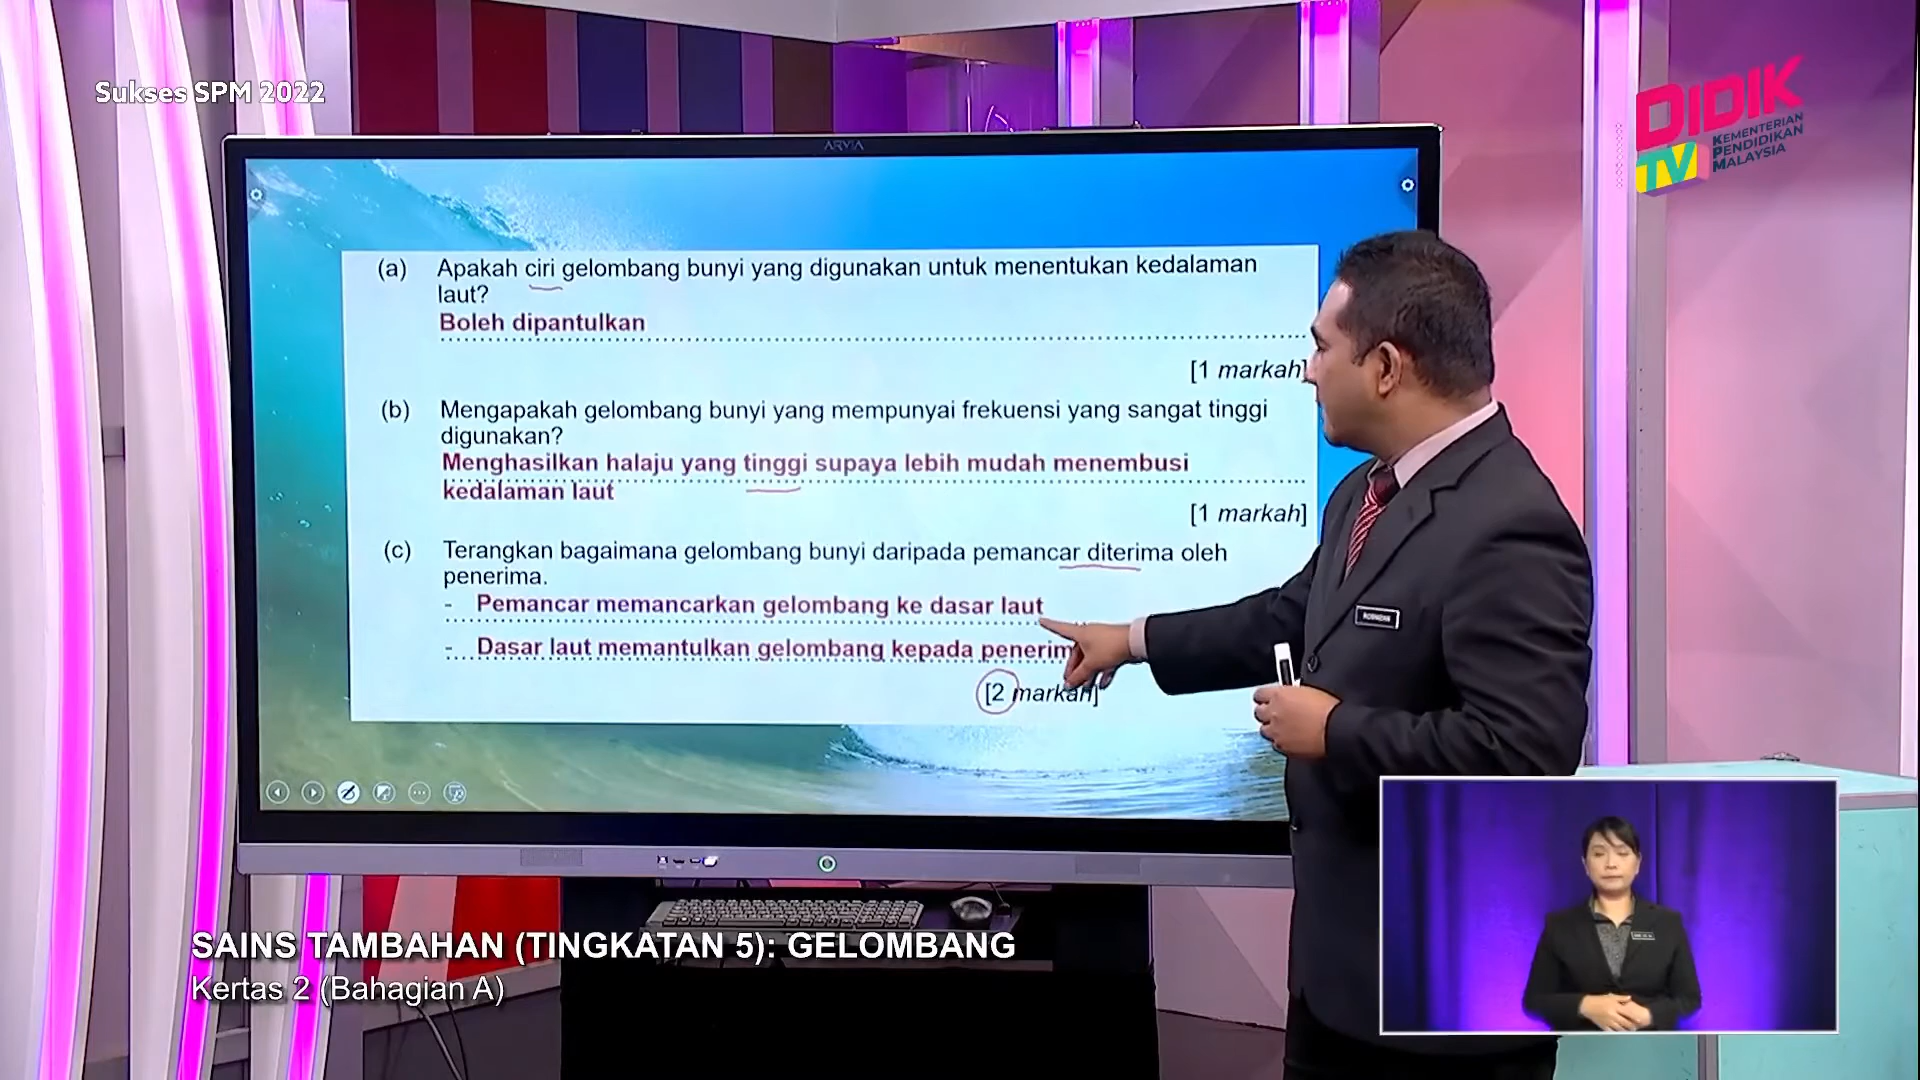 Sukses SPM 2022
DIDIK
TV
KEMENTERIAN
PENDIDIKAN
MALAYSIA
ARVIA
(a) Apakah ciri gelombang bunyi yang digunakan untuk menentukan kedalaman
laut?
Boleh dipantulkan
[1 markah]
(b) Mengapakah gelombang bunyi yang mempunyai frekuensi yang sangat tinggi
digunakan?
Menghasilkan halaju yang tinggi supaya lebih mudah menembusi
kedalaman laut
[1 markah]
(c) Terangkan bagaimana gelombang bunyi daripada pemancar diterima oleh
penerima.
- Pemancar memancarkan gelombang ke dasar laut
- Dasar laut memantulkan gelombang kepada penerim
[2 markah]
SAINS TAMBAHAN (TINGKATAN 5): GELOMBANG
Kertas 2 (Bahagian A)